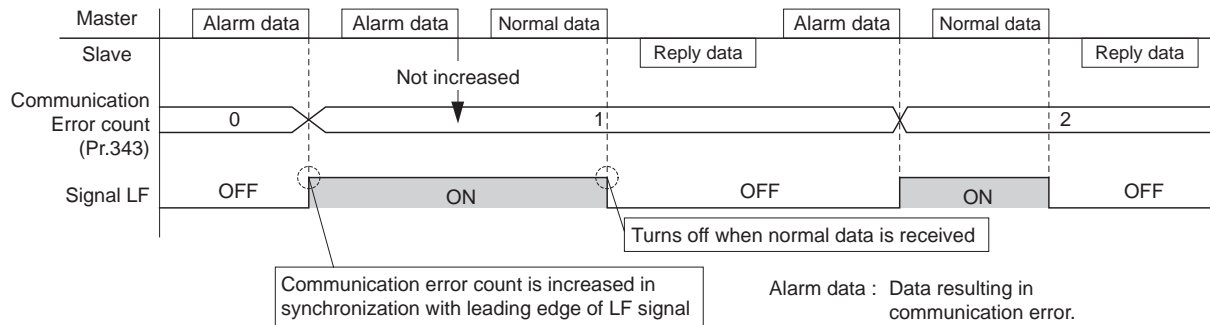 Master
Alarm data
Alarm data
Normal data
Alarm data
Normal data
Slave
Reply data
Reply data
Not increased
Communication
Error count
(Pr.343)
0
1
2
Signal LF
OFF
ON
OFF
ON
OFF
Turns off when normal data is received
Communication error count is increased in
synchronization with leading edge of LF signal
Alarm data : Data resulting in
communication error.